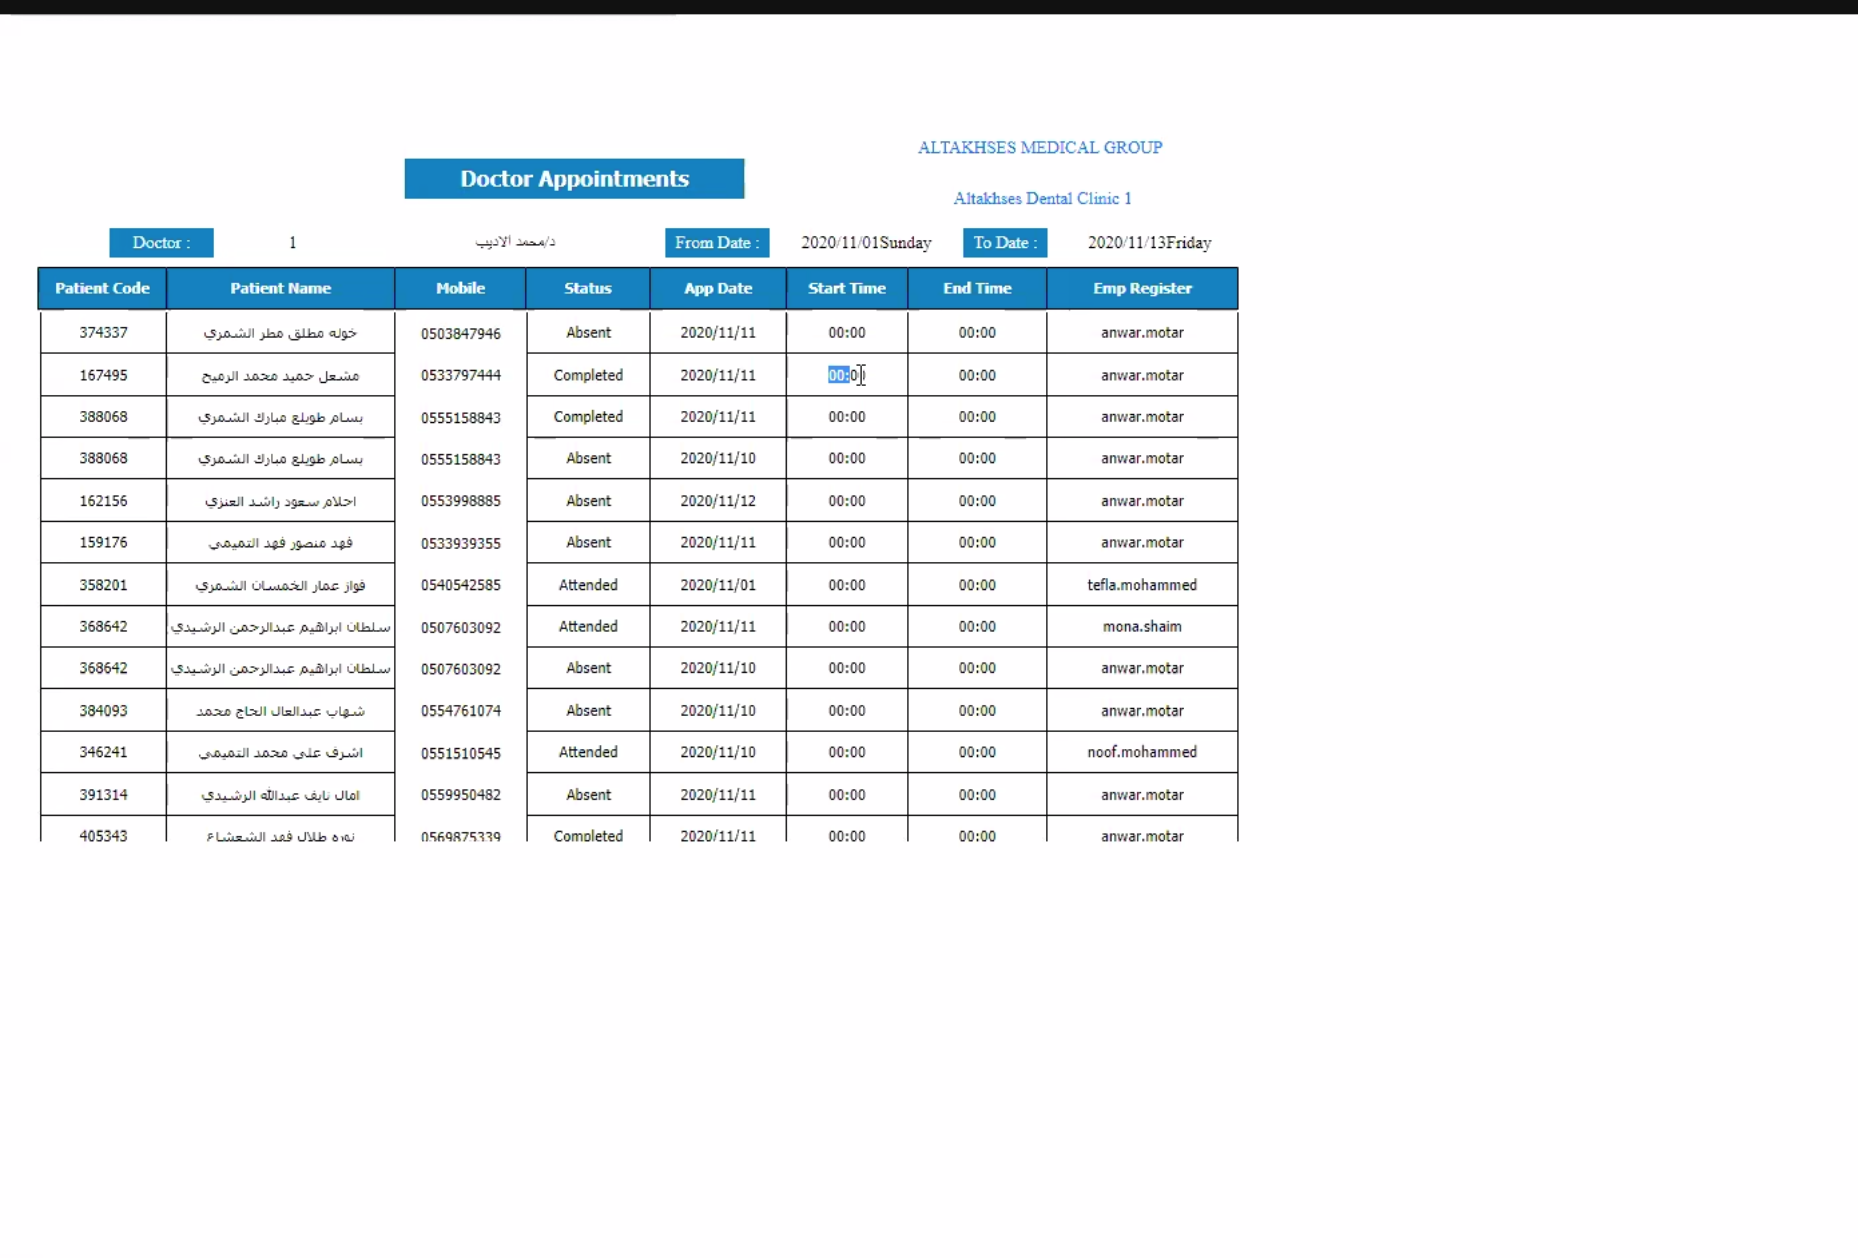 ALTAKHSES MEDICAL GROUP
Doctor Appointments
Altakhses Dental Clinic 1
Doctor : 1 د/محمد الاديب From Date : 2020/11/01Sunday To Date : 2020/11/13Friday
Patient Code Patient Name Mobile Status App Date Start Time End Time Emp Register
374337 خوله مطلق مطر الشمري 0503847946 Absent 2020/11/11 00:00 00:00 anwar.motar
167495 مشعل حميد محمد الرميح 0533797444 Completed 2020/11/11 00:00 00:00 anwar.motar
388068 بسام طويلع مبارك الشمري 0555158843 Completed 2020/11/11 00:00 00:00 anwar.motar
388068 بسام طويلع مبارك الشمري 0555158843 Absent 2020/11/10 00:00 00:00 anwar.motar
162156 احلام سعود راشد العنزي 0553998885 Absent 2020/11/12 00:00 00:00 anwar.motar
159176 فهد منصور فهد التميمي 0533939355 Absent 2020/11/11 00:00 00:00 anwar.motar
358201 فواز عمار الخمسان الشمري 0540542585 Attended 2020/11/01 00:00 00:00 tefla.mohammed
368642 سلطان ابراهيم عبدالرحمن الرشيدي 0507603092 Attended 2020/11/11 00:00 00:00 mona.shaim
368642 سلطان ابراهيم عبدالرحمن الرشيدي 0507603092 Absent 2020/11/10 00:00 00:00 anwar.motar
384093 شهاب عبدالعال الحاج محمد 0554761074 Absent 2020/11/10 00:00 00:00 anwar.motar
346241 اشرف علي محمد التميمي 0551510545 Attended 2020/11/10 00:00 00:00 noof.mohammed
391314 امال نايف عبدالله الرشيدي 0559950482 Absent 2020/11/11 00:00 00:00 anwar.motar
405343 نوره طلال فهد الشعشاع 0569875339 Completed 2020/11/11 00:00 00:00 anwar.motar